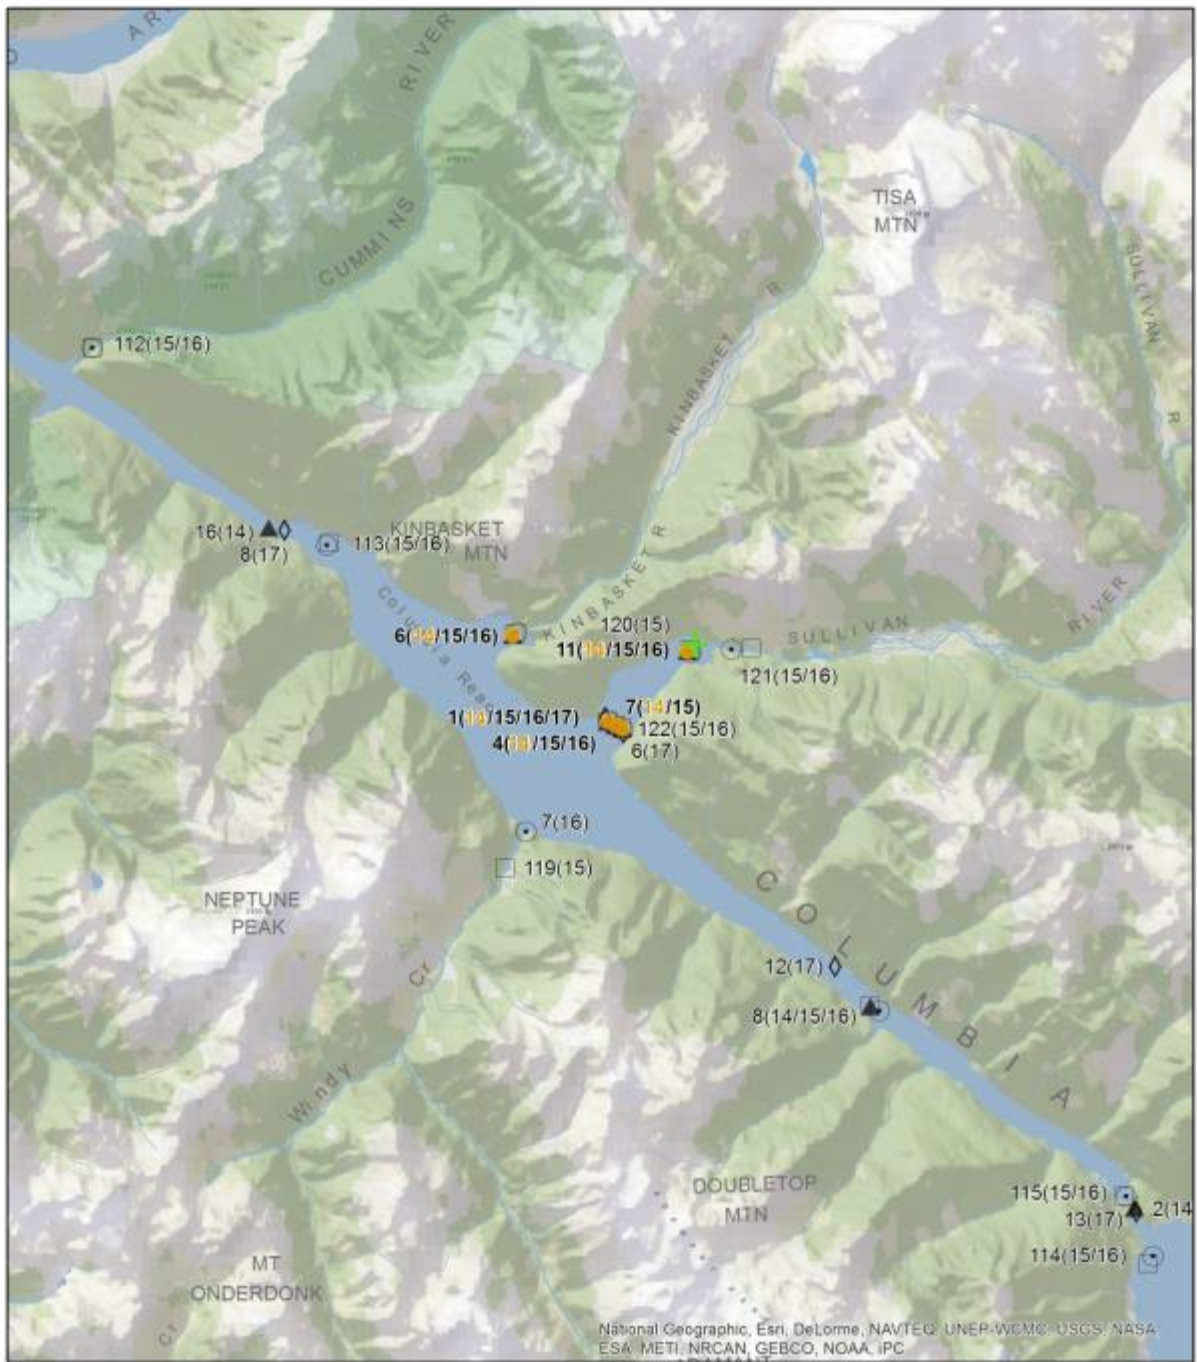 AR
RIVER
CUMMINS
TISA
MTN
SULLIVAN
R
R
KINBASKET
112(15/16)
16(14)
8(17)
113(15/16)
KINBASKET
MTN
KINBASKET R
Columbia Reac
6(14/15/16)
120(15)
11(14/15/16)
SULLIVAN
RIVER
121(15/16)
1(14/15/16/17)
7(14/15)
122(15/16)
4(14/15/16)
6(17)
7(16)
119(15)
NEPTUNE
PEAK
COLUMBIA
12(17)
8(14/15/16)
Windy Cr
DOUBLETOP
MTN
115(15/16)
13(17)
2(14
114(15/16)
MT
ONDERDONK
Cr
National Geographic, Esri, DeLorme, NAVTEQ, UNEP-WCMC, USGS, NASA,
ESA, METI, NRCAN, GEBCO, NOAA, iPC